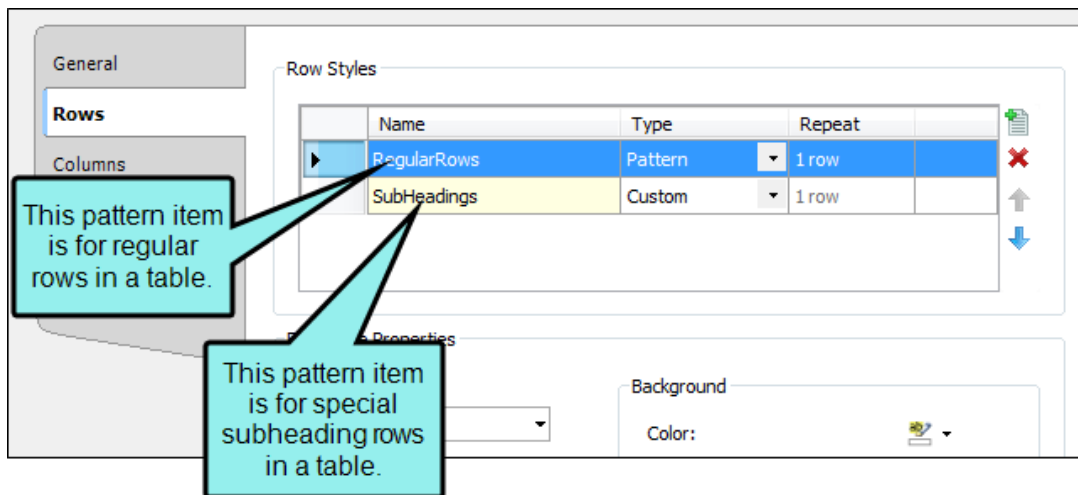 General
Rows
Columns
Row Styles
Name Type Repeat
RegularRows Pattern 1 row
SubHeadings Custom 1 row
This pattern item
is for regular
rows in a table.
Properties
This pattern item
is for special
subheading rows
in a table.
Background
Color: